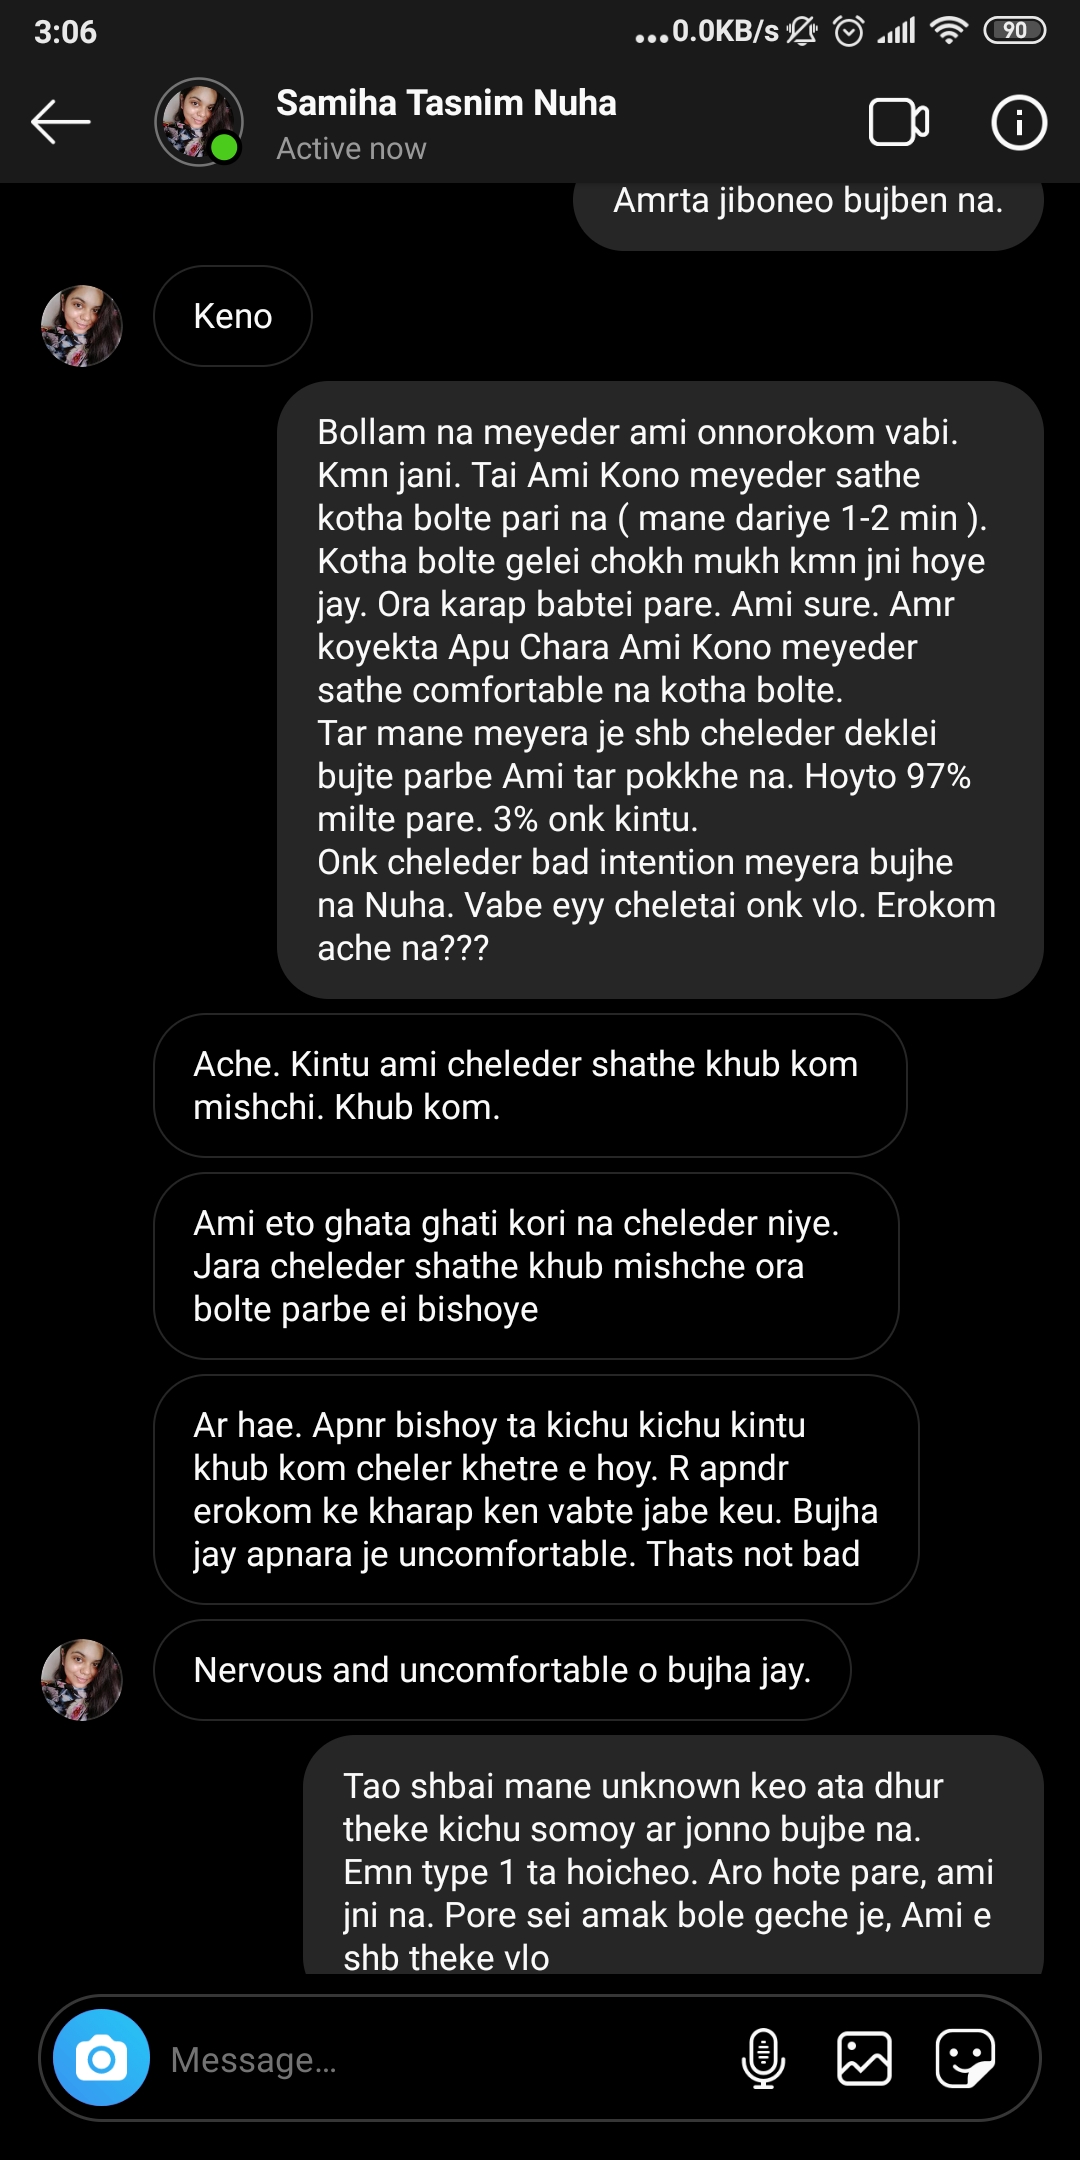 3:06
...0.0KB/s
90
Samiha Tasnim Nuha
Active now
Amrta jiboneo bujben na.
Keno
Bollam na meyeder ami onnorokom vabi.
Kmn jani. Tai Ami Kono meyeder sathe
kotha bolte pari na ( mane dariye 1-2 min ).
Kotha bolte gelei chokh mukh kmn jni hoye
jay. Ora karap babtei pare. Ami sure. Amr
koyekta Apu Chara Ami Kono meyeder
sathe comfortable na kotha bolte.
Tar mane meyera je shb cheleder deklei
bujte parbe Ami tar pokkhe na. Hoyto 97%
milte pare. 3% onk kintu.
Onk cheleder bad intention meyera bujhe
na Nuha. Vabe eyy cheletai onk vlo. Erokom
ache na???
Ache. Kintu ami cheleder shathe khub kom
mishchi. Khub kom.
Ami eto ghata ghati kori na cheleder niye.
Jara cheleder shathe khub mishche ora
bolte parbe ei bishoye
Ar hae. Apnr bishoy ta kichu kichu kintu
khub kom cheler khetre e hoy. R apndr
erokom ke kharap ken vabte jabe keu. Bujha
jay apnara je uncomfortable. Thats not bad
Nervous and uncomfortable o bujha jay.
Tao shbai mane unknown keo ata dhur
theke kichu somoy ar jonno bujbe na.
Emn type 1 ta hoicheo. Aro hote pare, ami
jni na. Pore sei amak bole geche je, Ami e
shb theke vlo
Message...